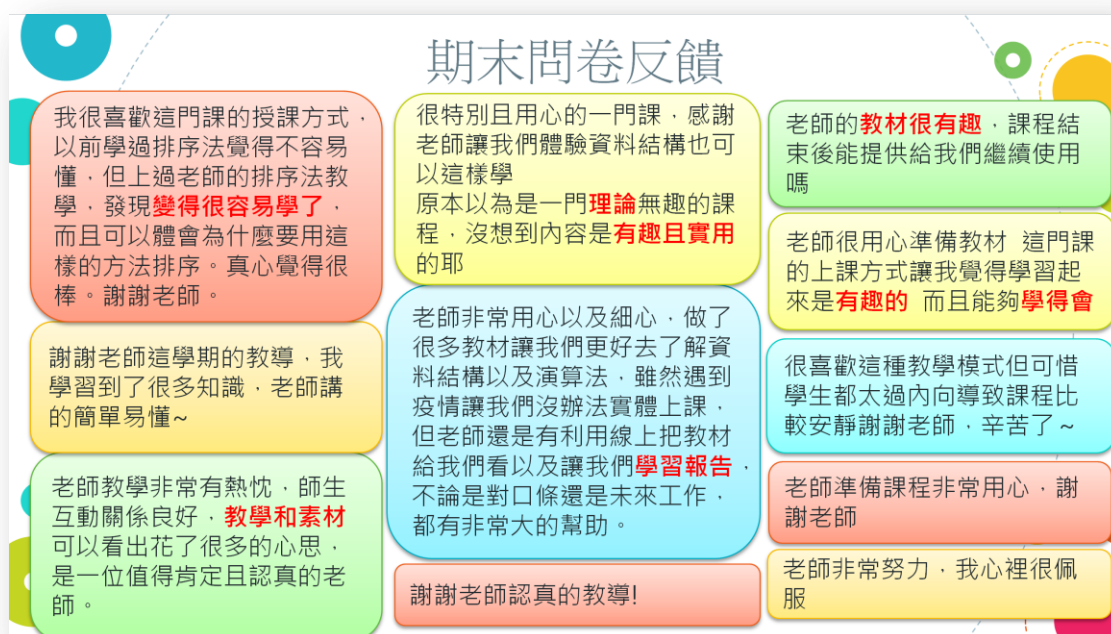 期末問卷反饋
我很喜歡這門課的授課方式，
以前學過排序法覺得不容易
懂，但上過老師的排序法教
學，發現變得很容易學了，
而且可以體會為什麼要用這
樣的方法排序。真心覺得很
棒。謝謝老師。
謝謝老師這學期的教導，我
學習到了很多知識，老師講
的簡單易懂~
老師教學非常有熱忱，師生
互動關係良好，教學和素材
可以看出花了很多的心思，
是一位值得肯定且認真的老
師。
很特別且用心的一門課，感謝
老師讓我們體驗資料結構也可
以這樣學
原本以為是一門理論無趣的課
程，沒想到內容是有趣且實用
的耶
老師非常用心以及細心，做了
很多教材讓我們更好去了解資
料結構以及演算法，雖然遇到
疫情讓我們沒辦法實體上課，
但老師還是有利用線上把教材
給我們看以及讓我們學習報告，
不論是對口條還是未來工作，
都有非常大的幫助。
謝謝老師認真的教導!
老師的教材很有趣，課程結
束後能提供給我們繼續使用
嗎
老師很用心準備教材 這門課
的上課方式讓我覺得學習起
來是有趣的 而且能夠學得會
很喜歡這種教學模式但可惜
學生都太過內向導致課程比
較安靜謝謝老師，辛苦了~
老師準備課程非常用心，謝
謝老師
老師非常努力，我心裡很佩
服